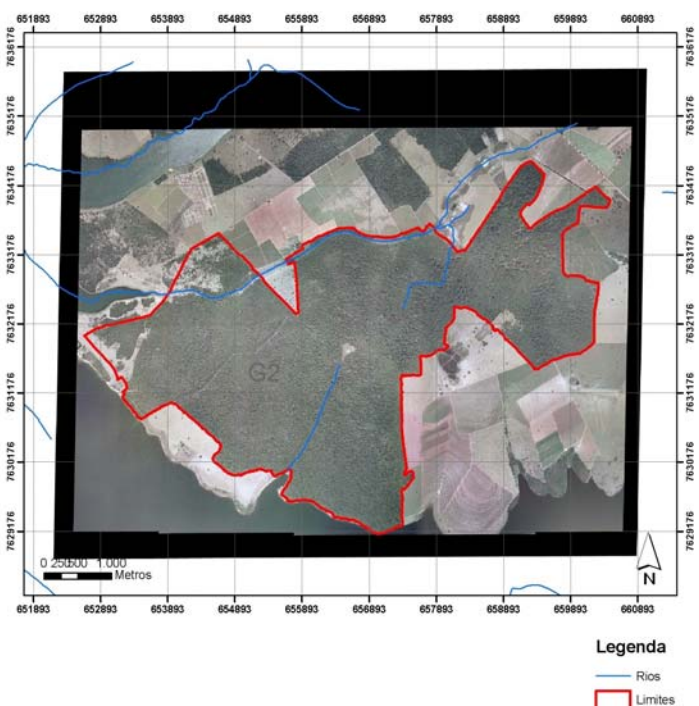 651893 652893 653893 654893 655893 656893 657893 658893 659893 660893
7636176 7636176
7635176 7635176
7634176 7634176
7633176 7633176
7632176 7632176
G2
7631176 7631176
7630176 7630176
7629176 7629176
0 250500 1.000
Metros
N
651893 652893 653893 654893 655893 656893 657893 658893 659893 660893
Legenda
Rios
Limites